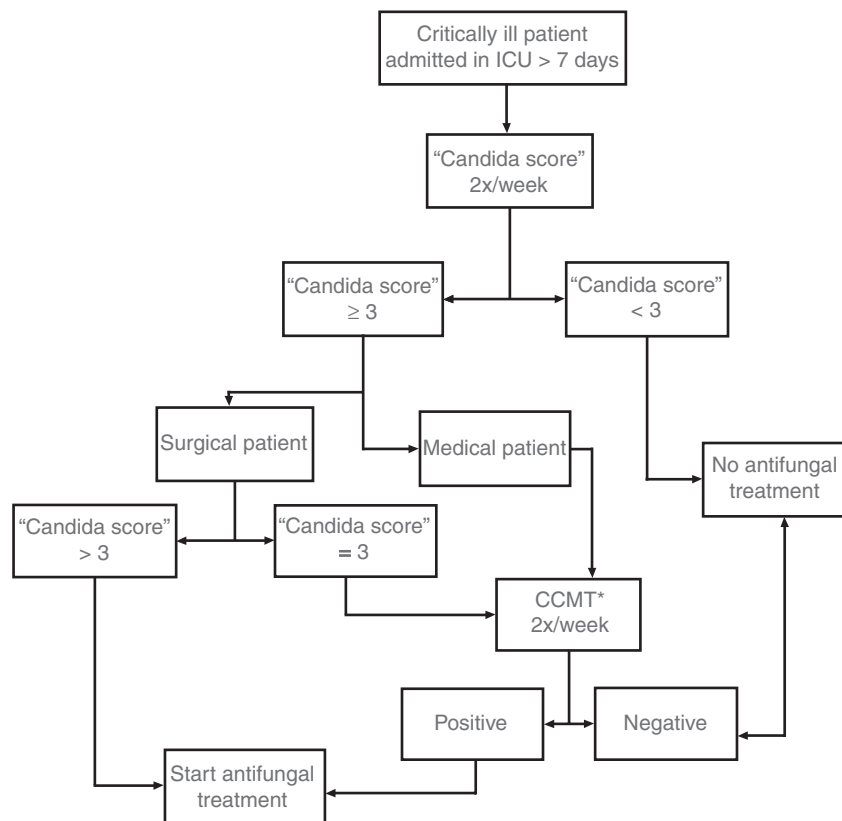 Critically ill patient
admitted in ICU > 7 days
“Candida score”
2x/week
“Candida score”
≥ 3
“Candida score”
< 3
Surgical patient
Medical patient
No antifungal
treatment
“Candida score”
> 3
“Candida score”
= 3
CCMT*
2x/week
Positive
Negative
Start antifungal
treatment